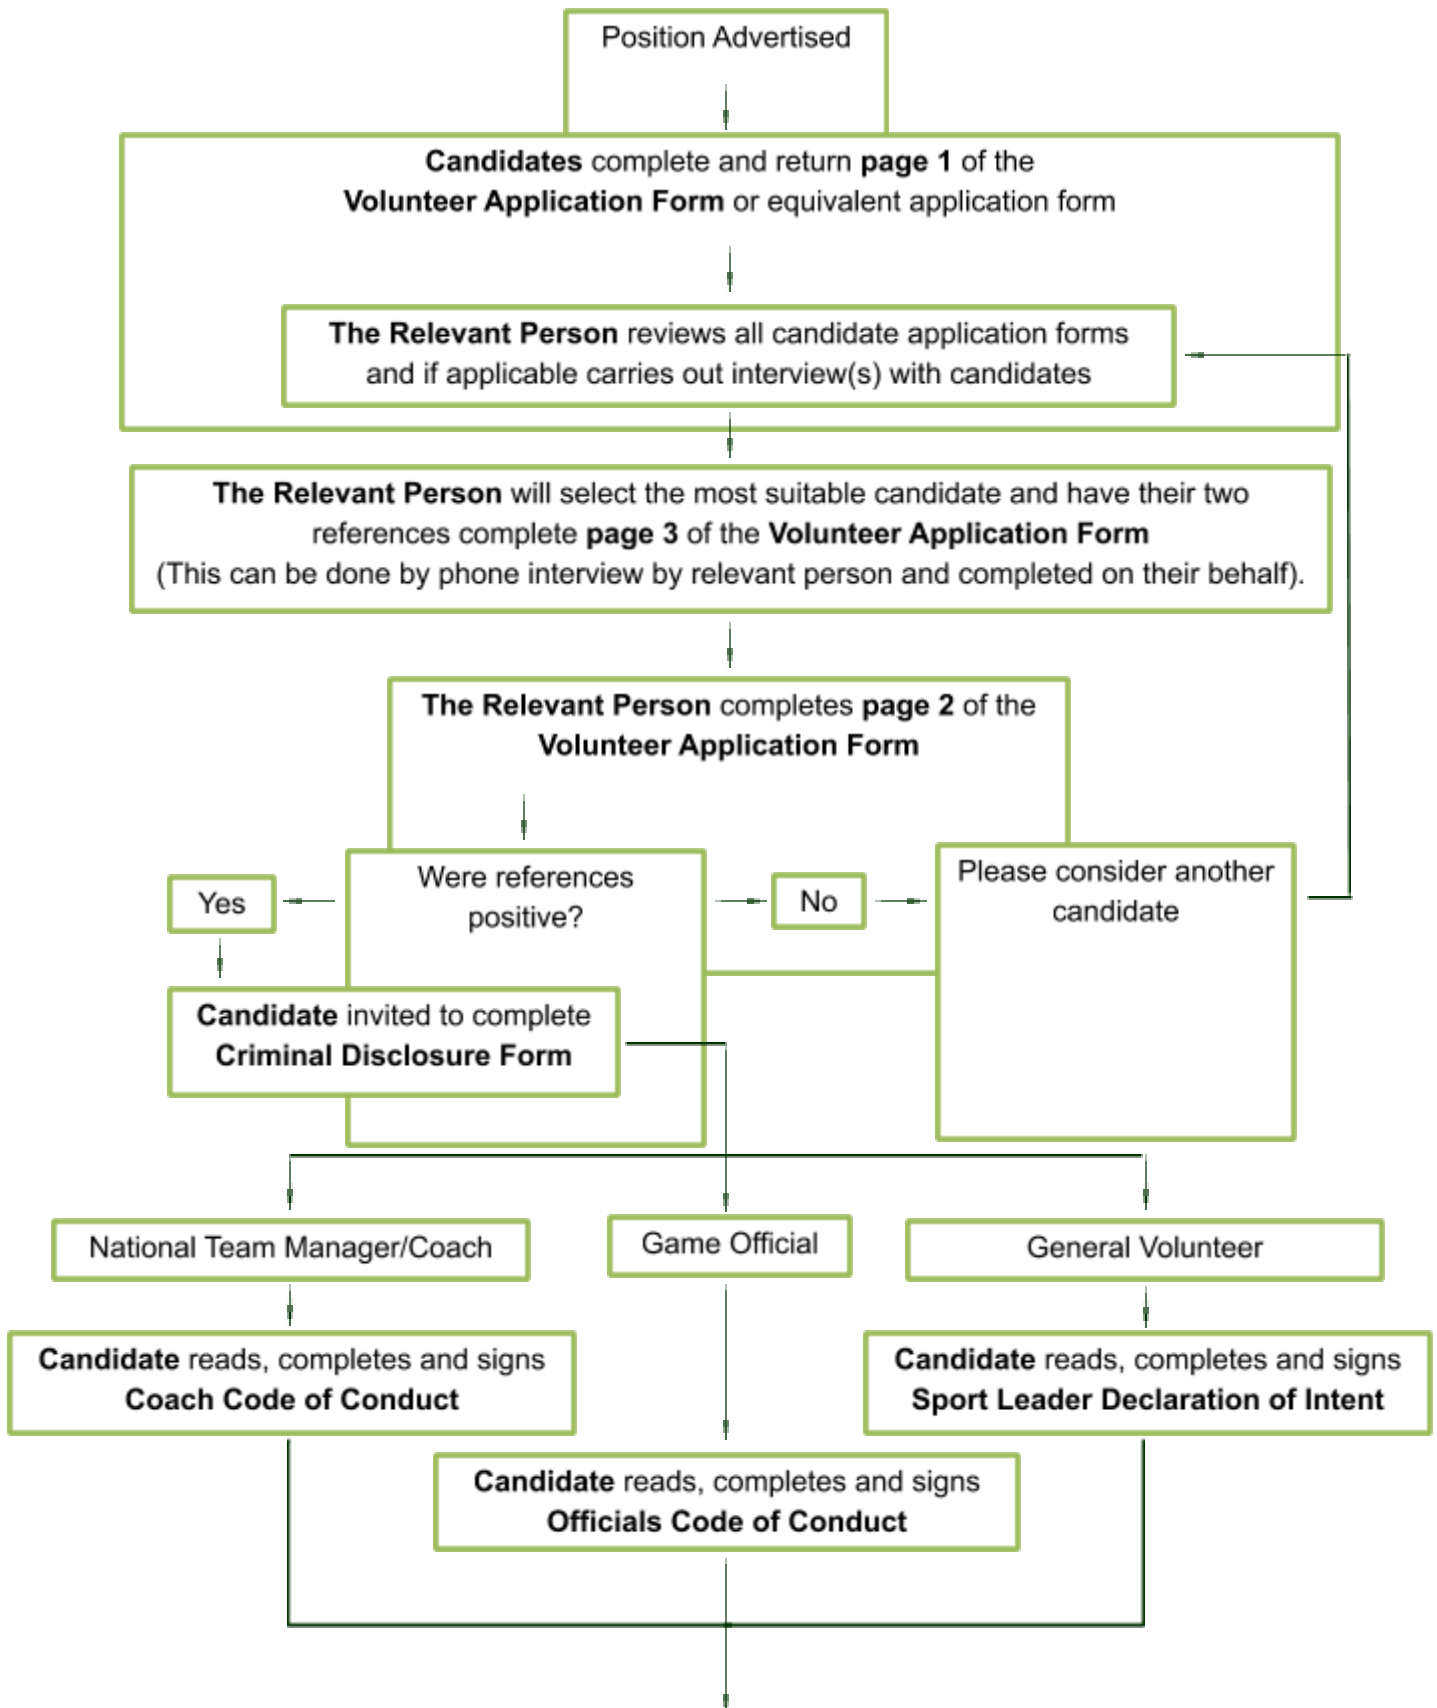 Position Advertised
Candidates complete and return page 1 of the
Volunteer Application Form or equivalent application form
The Relevant Person reviews all candidate application forms
and if applicable carries out interview(s) with candidates
The Relevant Person will select the most suitable candidate and have their two
references complete page 3 of the Volunteer Application Form
(This can be done by phone interview by relevant person and completed on their behalf).
The Relevant Person completes page 2 of the
Volunteer Application Form
Were references
positive?
Yes
No
Please consider another
candidate
Candidate invited to complete
Criminal Disclosure Form
National Team Manager/Coach
Game Official
General Volunteer
Candidate reads, completes and signs
Coach Code of Conduct
Candidate reads, completes and signs
Sport Leader Declaration of Intent
Candidate reads, completes and signs
Officials Code of Conduct